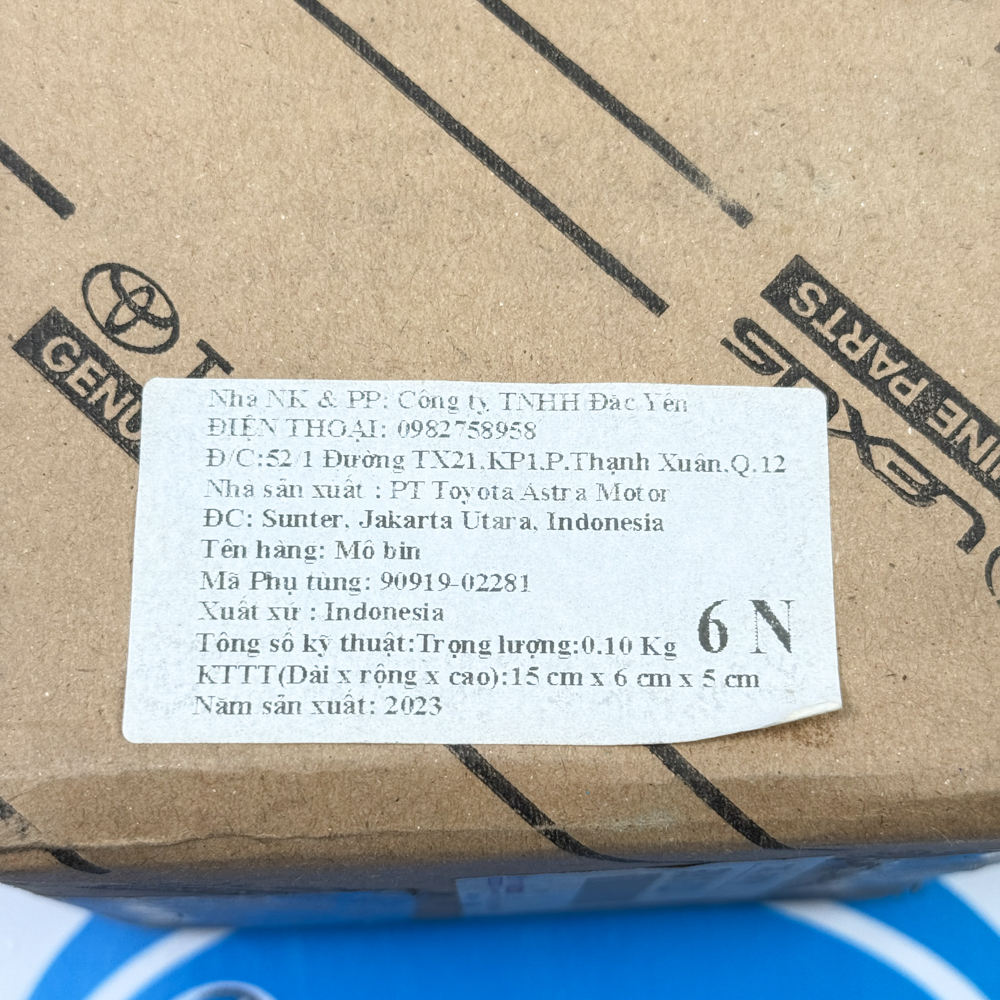 GENU
LEXUS
INE PARTS
Nhà NK & PP: Công ty TNHH Đắc Yến
ĐIỆN THOẠI: 0982758958
Đ/C:52/1 Đường TX21.KP1.P.Thạnh Xuân.Q.12
Nhà sản xuất : PT Toyota Astra Motor
ĐC: Sunter, Jakarta Utara, Indonesia
Tên hàng: Mô bin
Mã Phụ tùng: 90919-02281
Xuất xứ : Indonesia
Tông số kỹ thuật:Trọng lượng:0.10 Kg
6 N
KTTT(Dài x rộng x cao):15 cm x 6 cm x 5 cm
Năm sản xuất: 2023